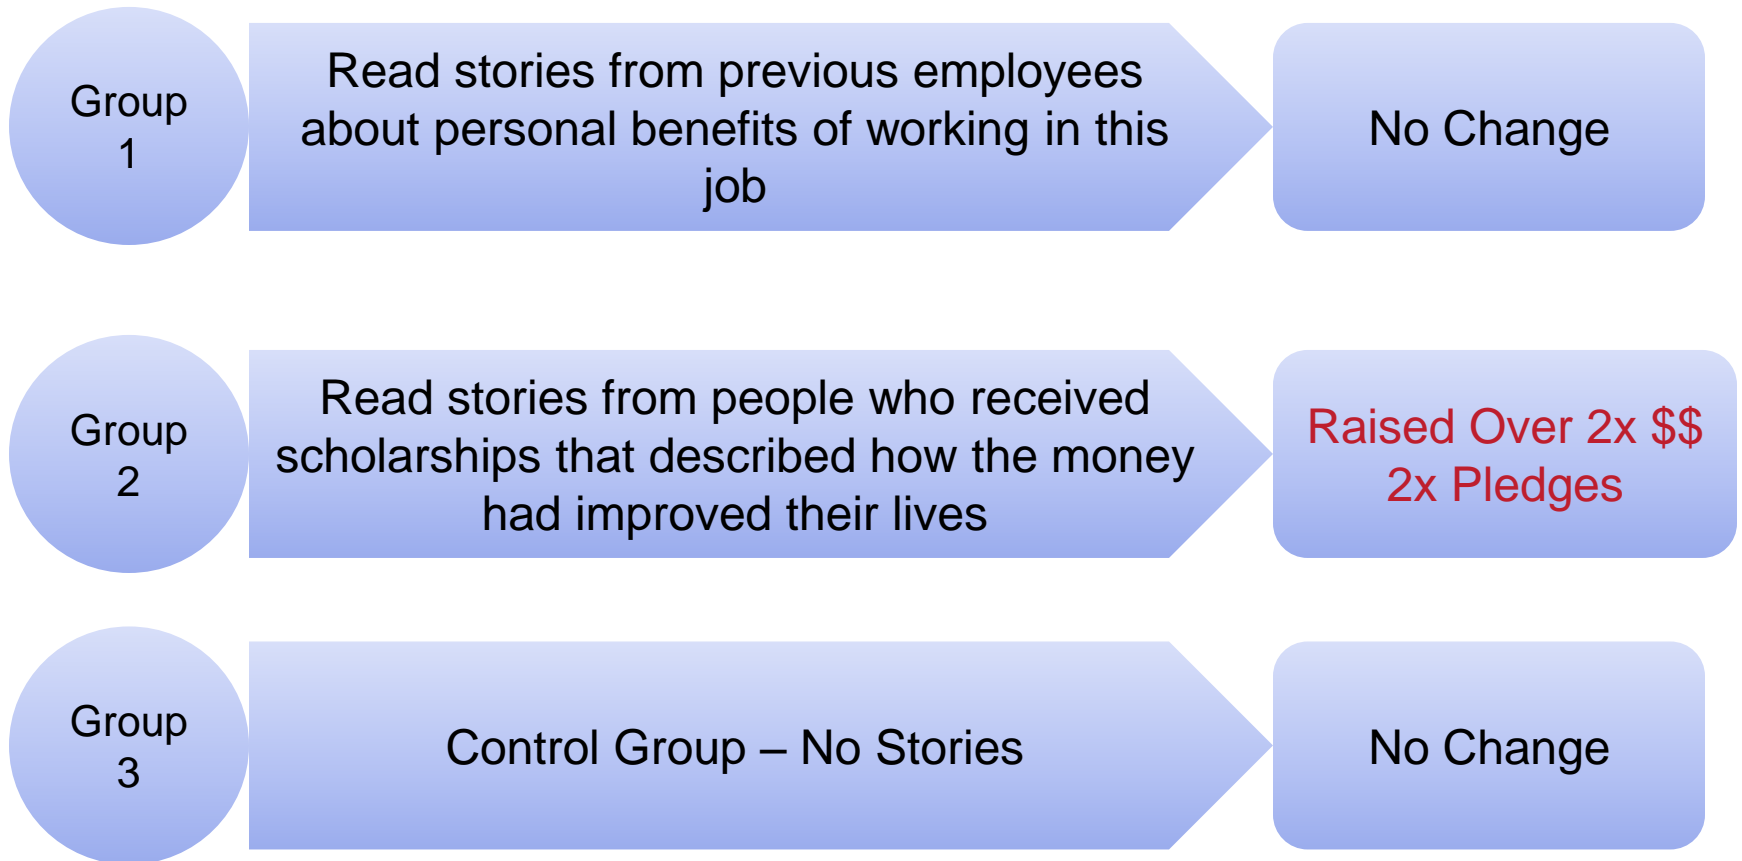 Group
1
Read stories from previous employees
about personal benefits of working in this
job
No Change
Group
2
Read stories from people who received
scholarships that described how the money
had improved their lives
Raised Over 2x $$
2x Pledges
Group
3
Control Group – No Stories
No Change